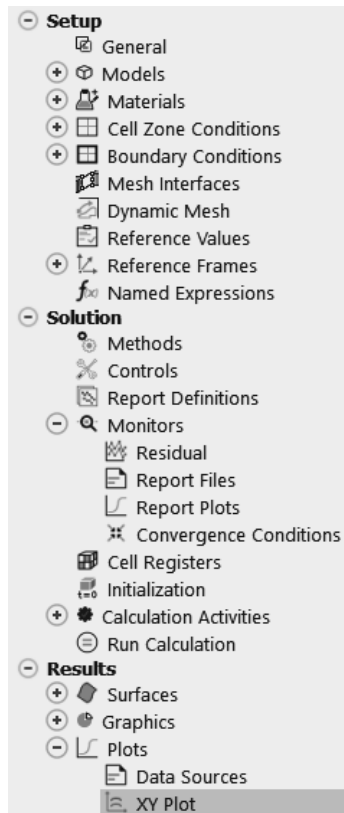 Setup
General
Models
Materials
Cell Zone Conditions
Boundary Conditions
Mesh Interfaces
Dynamic Mesh
Reference Values
Reference Frames
f(x) Named Expressions
Solution
Methods
Controls
Report Definitions
Monitors
Residual
Report Files
Report Plots
Convergence Conditions
Cell Registers
t=0 Initialization
Calculation Activities
Run Calculation
Results
Surfaces
Graphics
Plots
Data Sources
XY Plot